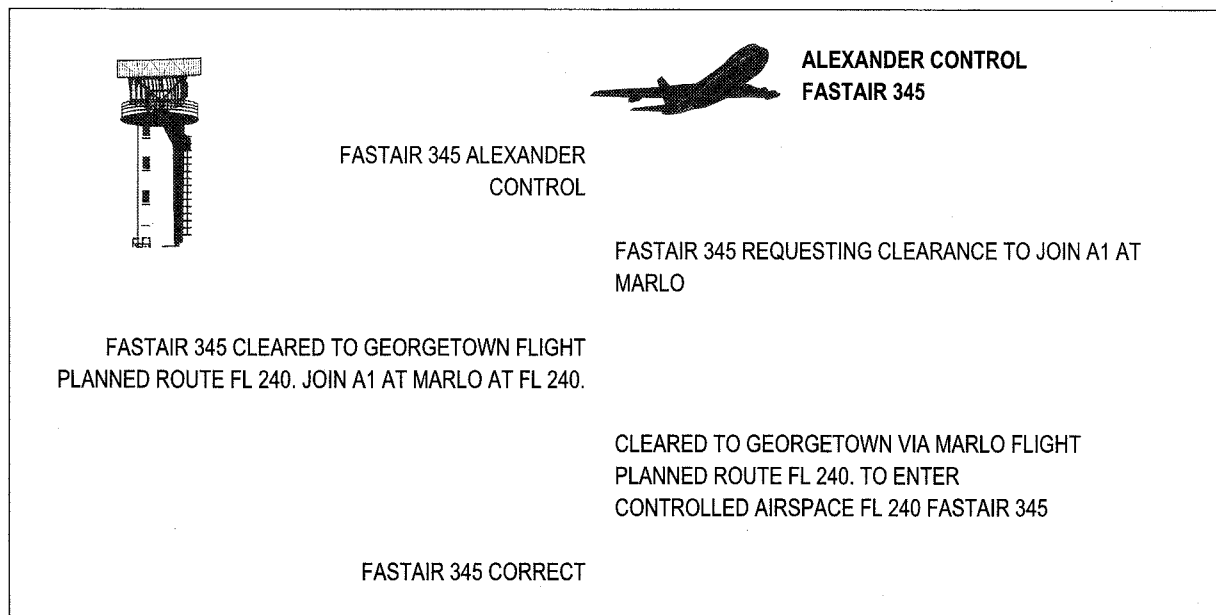 ALEXANDER CONTROL
FASTAIR 345
FASTAIR 345 ALEXANDER
CONTROL
FASTAIR 345 REQUESTING CLEARANCE TO JOIN A1 AT
MARLO
FASTAIR 345 CLEARED TO GEORGETOWN FLIGHT
PLANNED ROUTE FL 240. JOIN A1 AT MARLO AT FL 240.
CLEARED TO GEORGETOWN VIA MARLO FLIGHT
PLANNED ROUTE FL 240. TO ENTER
CONTROLLED AIRSPACE FL 240 FASTAIR 345
FASTAIR 345 CORRECT